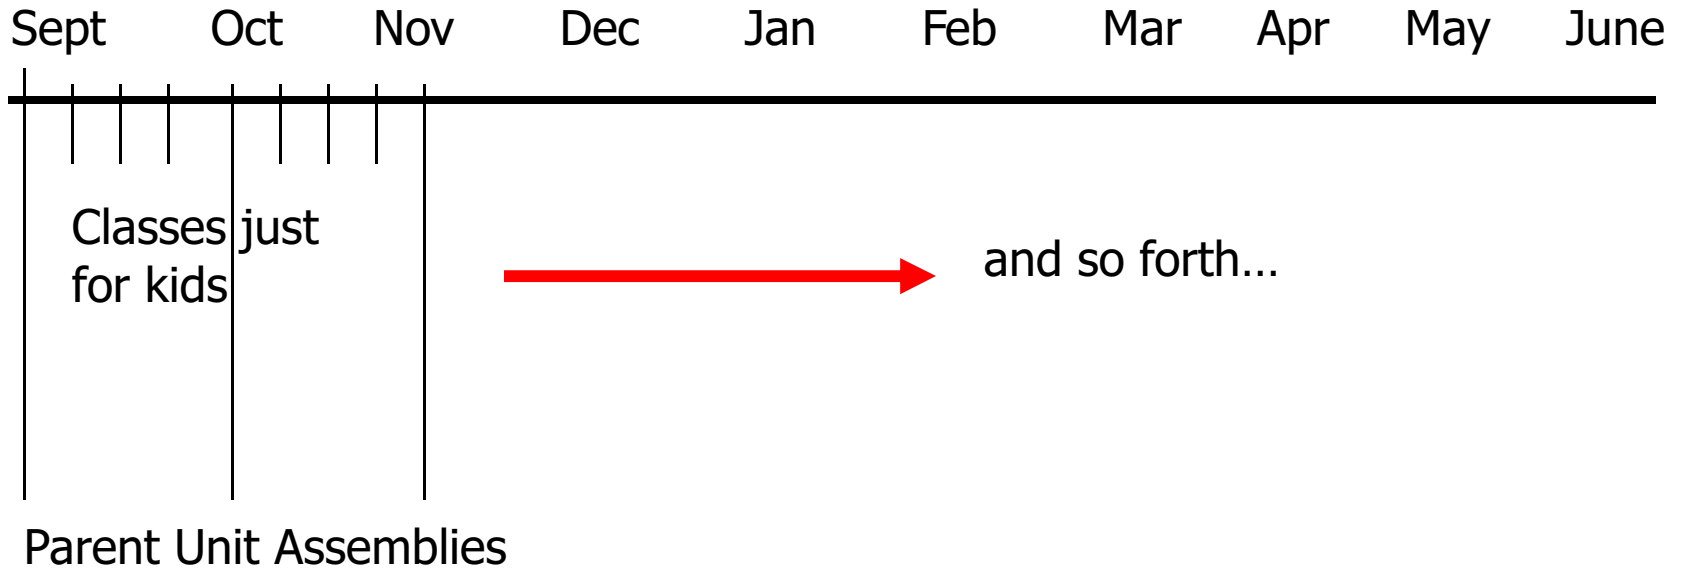 Sept Oct Nov Dec Jan Feb Mar Apr May June
Classes just
for kids
and so forth…
Parent Unit Assemblies